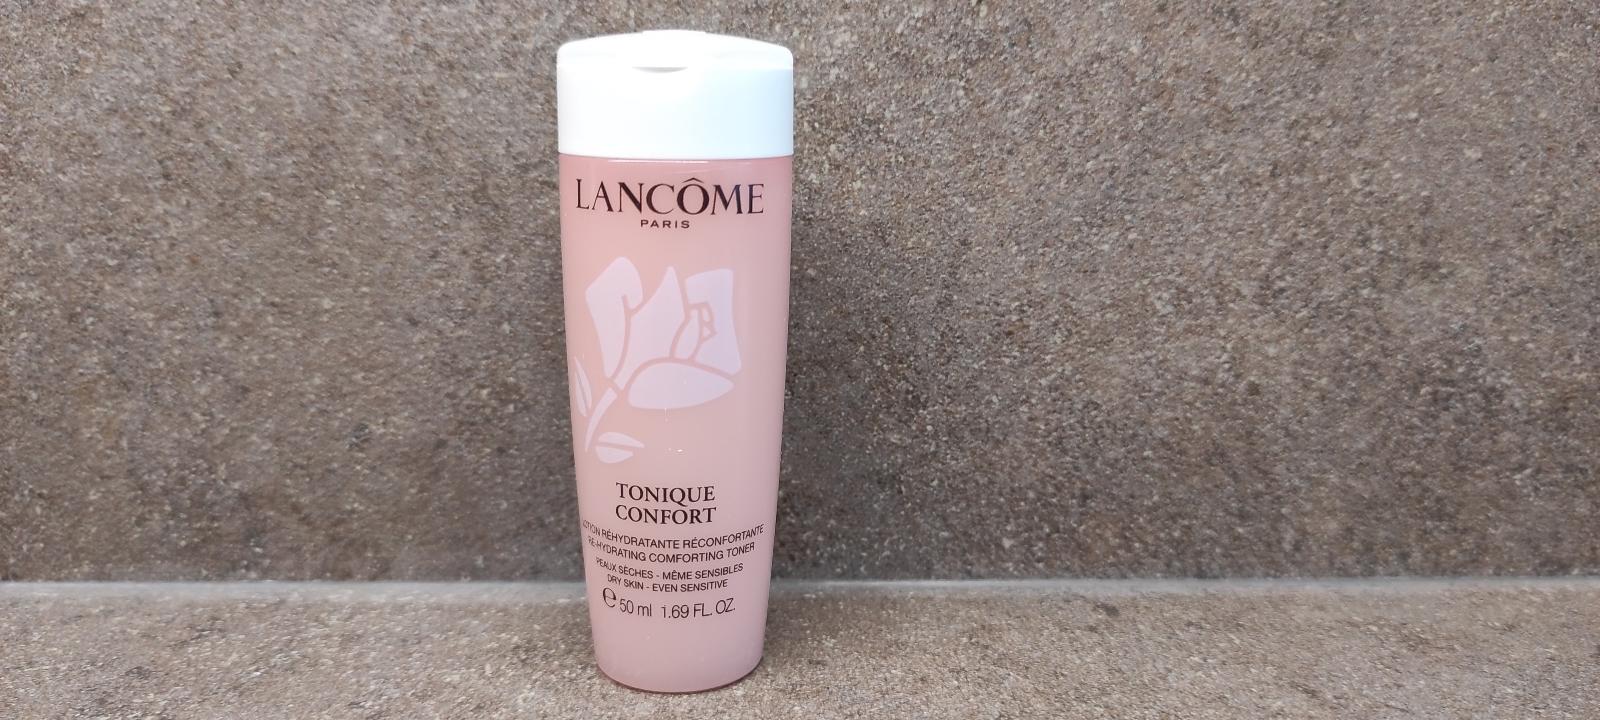 LANCÔME
PARIS
TONIQUE
CONFORT
LOTION RÉHYDRATANTE RÉCONFORTANTE
RE-HYDRATING COMFORTING TONER
PEAUX SÈCHES - MÊME SENSIBLES
DRY SKIN - EVEN SENSITIVE
℮ 50 ml 1.69 FL. OZ.